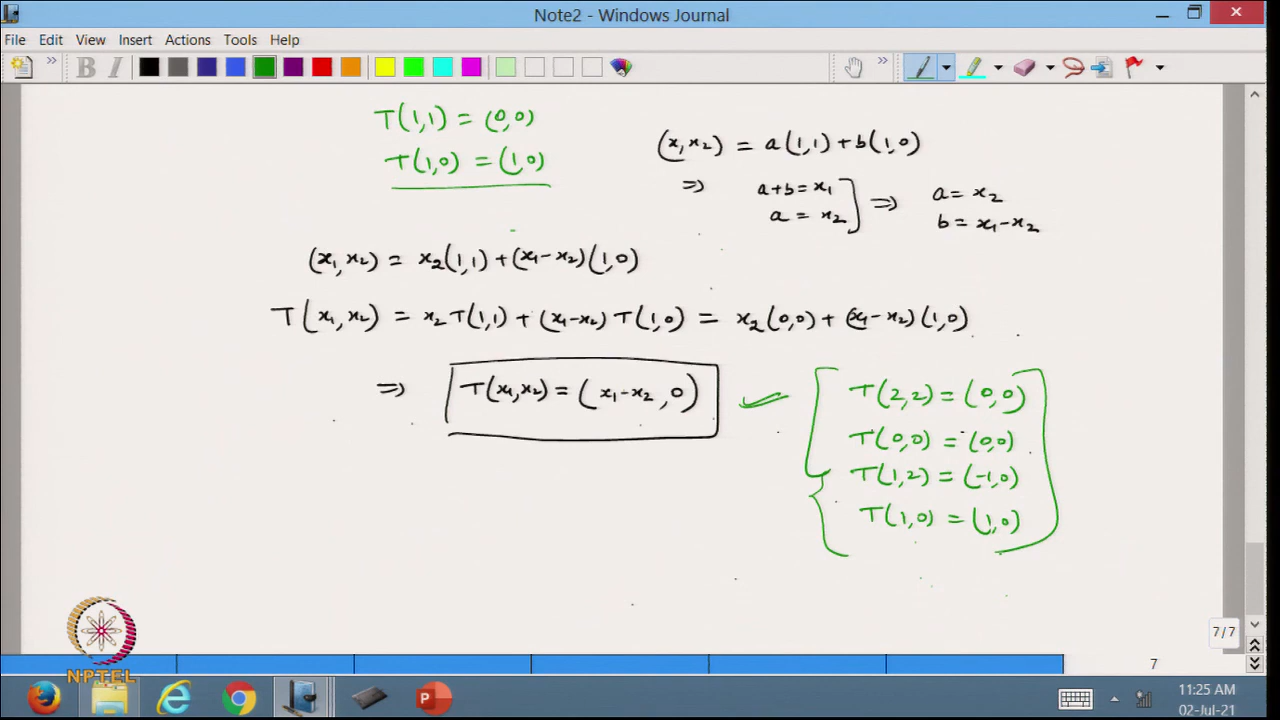 Note2 - Windows Journal
File Edit View Insert Actions Tools Help
T(1,1) = (0,0)
T(1,0) = (1,0)
(x, x₂) = a(1,1) + b(1,0)
⇒ a+b = x₁
a = x₂
⇒ a = x₂
b = x₁-x₂
(x₁, x₂) = x₂(1,1) + (x₁-x₂)(1,0)
T(x₁, x₂) = x₂ T(1,1) + (x₁-x₂) T(1,0) = x₂(0,0) + (x₁-x₂)(1,0)
⇒ T(x₁,x₂) = (x₁-x₂, 0) ✓
T(2,2) = (0,0)
T(0,0) = (0,0)
T(1,2) = (-1,0)
T(1,0) = (1,0)
NPTEL
7/7
7
11:25 AM
02-Jul-21